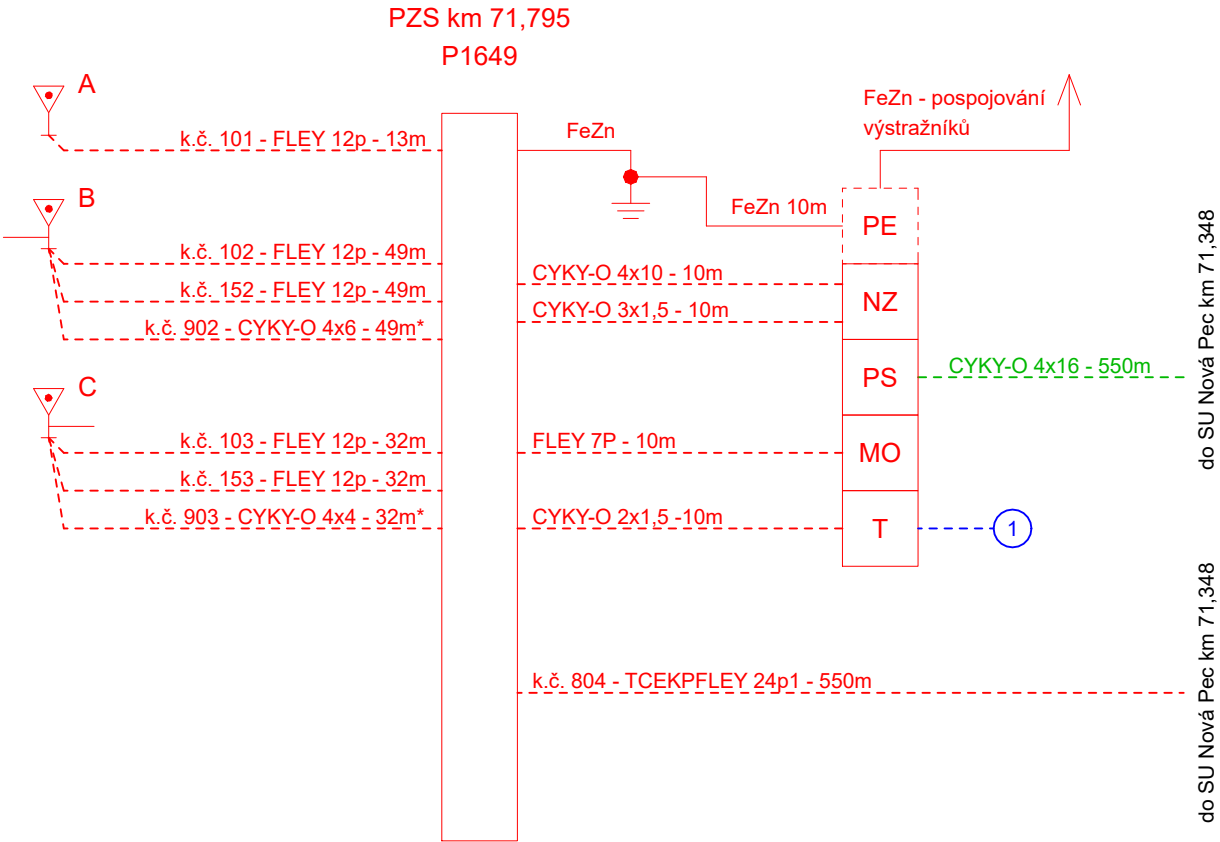 PZS km 71,795
P1649
A
k.č. 101 - FLEY 12p - 13m
B
k.č. 102 - FLEY 12p - 49m
k.č. 152 - FLEY 12p - 49m
k.č. 902 - CYKY-O 4x6 - 49m*
C
k.č. 103 - FLEY 12p - 32m
k.č. 153 - FLEY 12p - 32m
k.č. 903 - CYKY-O 4x4 - 32m*
FeZn
FeZn 10m
FeZn - pospojování
výstražníků
CYKY-O 4x10 - 10m
CYKY-O 3x1,5 - 10m
FLEY 7P - 10m
CYKY-O 2x1,5 -10m
PE
NZ
PS
MO
T
CYKY-O 4x16 - 550m
1
k.č. 804 - TCEKPFLEY 24p1 - 550m
do SU Nová Pec km 71,348
do SU Nová Pec km 71,348